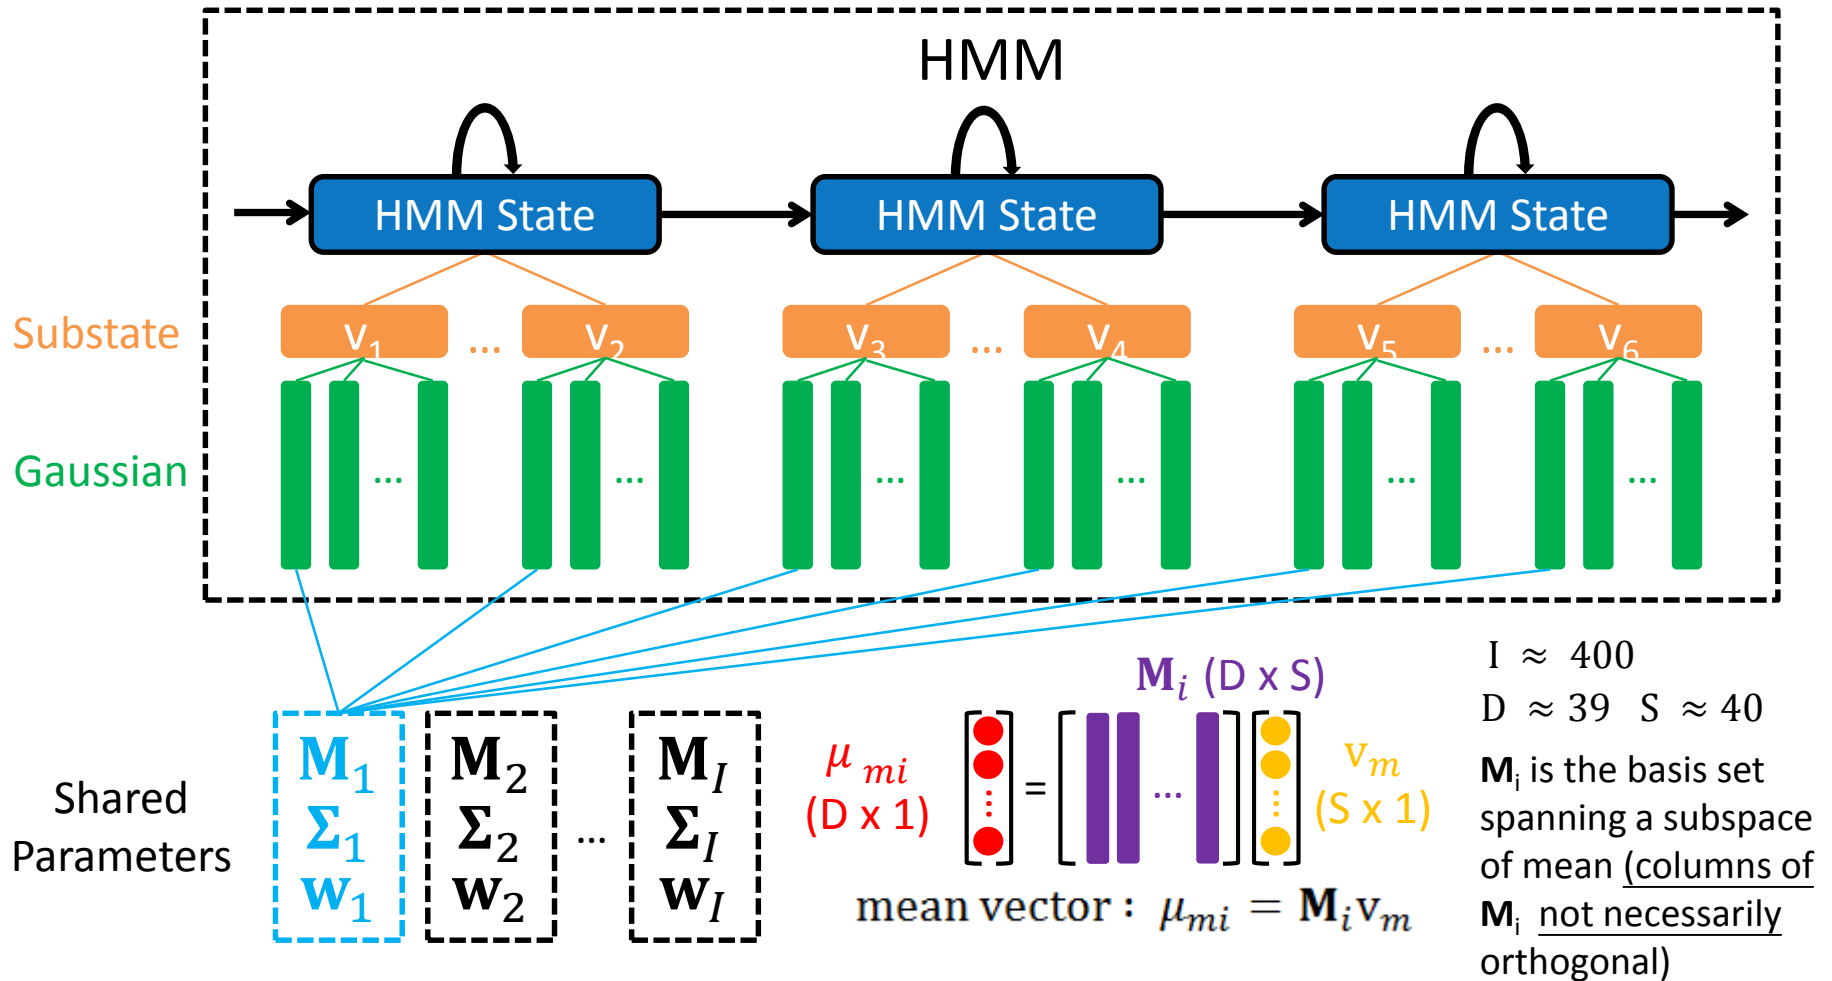 HMM
HMM State
HMM State
HMM State
Substate
v1
...
v2
v3
...
v4
v5
...
v6
Gaussian
...
...
...
...
...
...
Shared
Parameters
M1
Σ1
w1
M2
Σ2
w2
...
MI
ΣI
wI
Mi (D x S)
μ mi
(D x 1)
=
...
vm
(S x 1)
mean vector : μmi = Mivm
I ≈ 400
D ≈ 39 S ≈ 40
Mi is the basis set
spanning a subspace
of mean (columns of
Mi not necessarily
orthogonal)